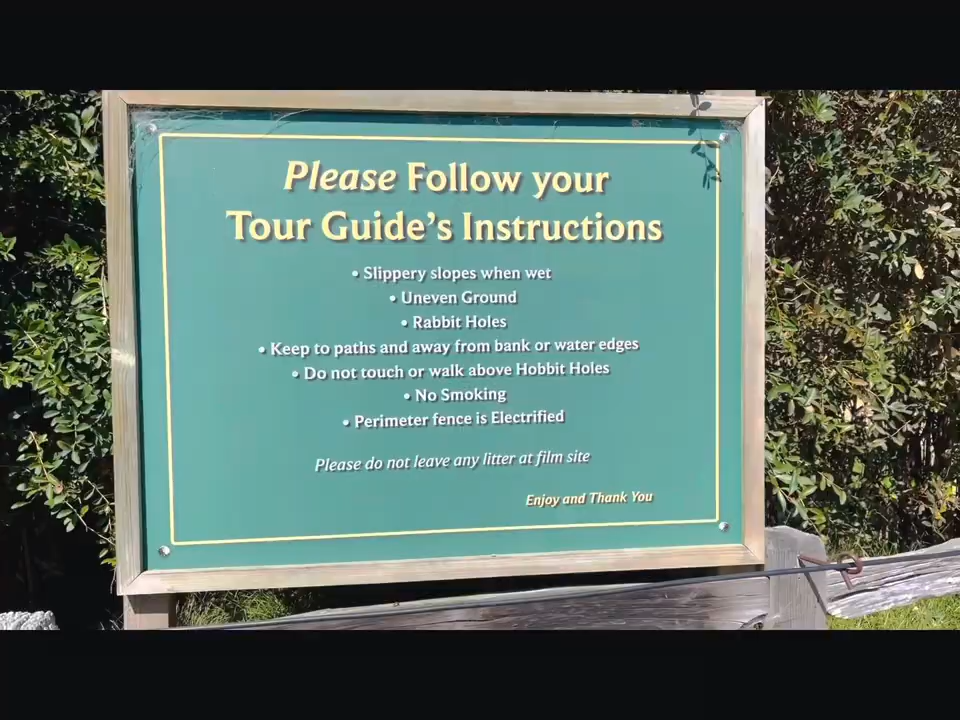 Please Follow your
Tour Guide's Instructions
• Slippery slopes when wet
• Uneven Ground
• Rabbit Holes
• Keep to paths and away from bank or water edges
• Do not touch or walk above Hobbit Holes
• No Smoking
• Perimeter fence is Electrified
Please do not leave any litter at film site
Enjoy and Thank You